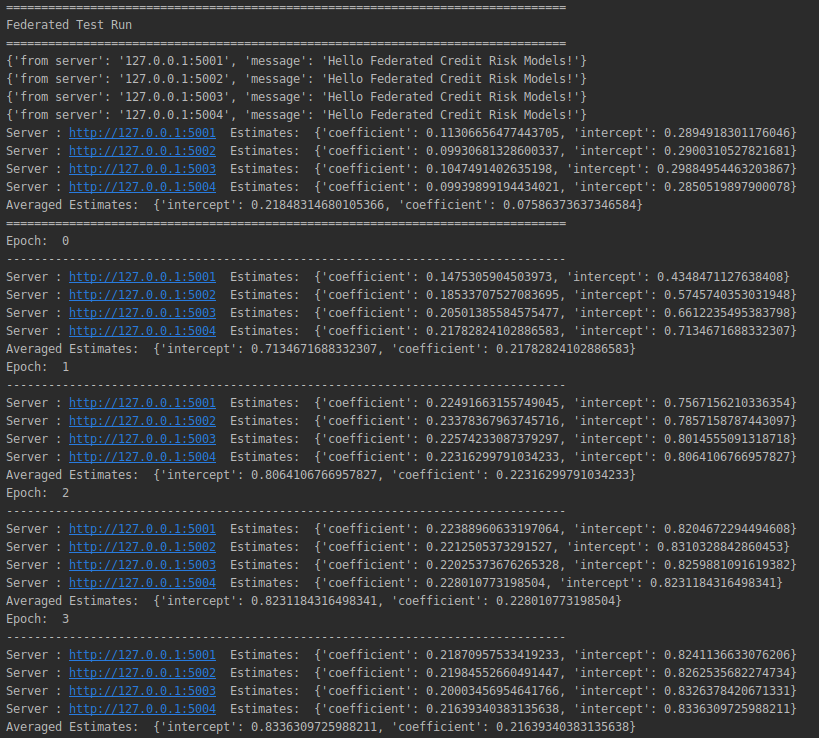 ================================================================================
Federated Test Run
================================================================================
{'from server': '127.0.0.1:5001', 'message': 'Hello Federated Credit Risk Models!'}
{'from server': '127.0.0.1:5002', 'message': 'Hello Federated Credit Risk Models!'}
{'from server': '127.0.0.1:5003', 'message': 'Hello Federated Credit Risk Models!'}
{'from server': '127.0.0.1:5004', 'message': 'Hello Federated Credit Risk Models!'}
Server : http://127.0.0.1:5001  Estimates:  {'coefficient': 0.11306656477443705, 'intercept': 0.2894918301176046}
Server : http://127.0.0.1:5002  Estimates:  {'coefficient': 0.09930681328600337, 'intercept': 0.2900310527821681}
Server : http://127.0.0.1:5003  Estimates:  {'coefficient': 0.1047491402635198, 'intercept': 0.29884954463203867}
Server : http://127.0.0.1:5004  Estimates:  {'coefficient': 0.09939899194434021, 'intercept': 0.2850519897900078}
Averaged Estimates:  {'intercept': 0.21848314680105366, 'coefficient': 0.07586373637346584}
================================================================================
Epoch:  0
--------------------------------------------------------------------------------
Server : http://127.0.0.1:5001  Estimates:  {'coefficient': 0.1475305904503973, 'intercept': 0.4348471127638408}
Server : http://127.0.0.1:5002  Estimates:  {'coefficient': 0.18533707527083695, 'intercept': 0.5745740353031948}
Server : http://127.0.0.1:5003  Estimates:  {'coefficient': 0.20501385584575477, 'intercept': 0.6612235495383798}
Server : http://127.0.0.1:5004  Estimates:  {'coefficient': 0.21782824102886583, 'intercept': 0.7134671688332307}
Averaged Estimates:  {'intercept': 0.7134671688332307, 'coefficient': 0.21782824102886583}
Epoch:  1
--------------------------------------------------------------------------------
Server : http://127.0.0.1:5001  Estimates:  {'coefficient': 0.22491663155749045, 'intercept': 0.7567156210336354}
Server : http://127.0.0.1:5002  Estimates:  {'coefficient': 0.23378367963745716, 'intercept': 0.7857158787443097}
Server : http://127.0.0.1:5003  Estimates:  {'coefficient': 0.22574233087379297, 'intercept': 0.8014555091318718}
Server : http://127.0.0.1:5004  Estimates:  {'coefficient': 0.22316299791034233, 'intercept': 0.8064106766957827}
Averaged Estimates:  {'intercept': 0.8064106766957827, 'coefficient': 0.22316299791034233}
Epoch:  2
--------------------------------------------------------------------------------
Server : http://127.0.0.1:5001  Estimates:  {'coefficient': 0.22388960633197064, 'intercept': 0.8204672294494608}
Server : http://127.0.0.1:5002  Estimates:  {'coefficient': 0.2212505373291527, 'intercept': 0.8310328842860453}
Server : http://127.0.0.1:5003  Estimates:  {'coefficient': 0.22025373676265328, 'intercept': 0.8259881091619382}
Server : http://127.0.0.1:5004  Estimates:  {'coefficient': 0.228010773198504, 'intercept': 0.8231184316498341}
Averaged Estimates:  {'intercept': 0.8231184316498341, 'coefficient': 0.228010773198504}
Epoch:  3
--------------------------------------------------------------------------------
Server : http://127.0.0.1:5001  Estimates:  {'coefficient': 0.21870957533419233, 'intercept': 0.8241136633076206}
Server : http://127.0.0.1:5002  Estimates:  {'coefficient': 0.21984552660491447, 'intercept': 0.8262535682274734}
Server : http://127.0.0.1:5003  Estimates:  {'coefficient': 0.20003456954641766, 'intercept': 0.8326378420671331}
Server : http://127.0.0.1:5004  Estimates:  {'coefficient': 0.21639340383135638, 'intercept': 0.8336309725988211}
Averaged Estimates:  {'intercept': 0.8336309725988211, 'coefficient': 0.21639340383135638}